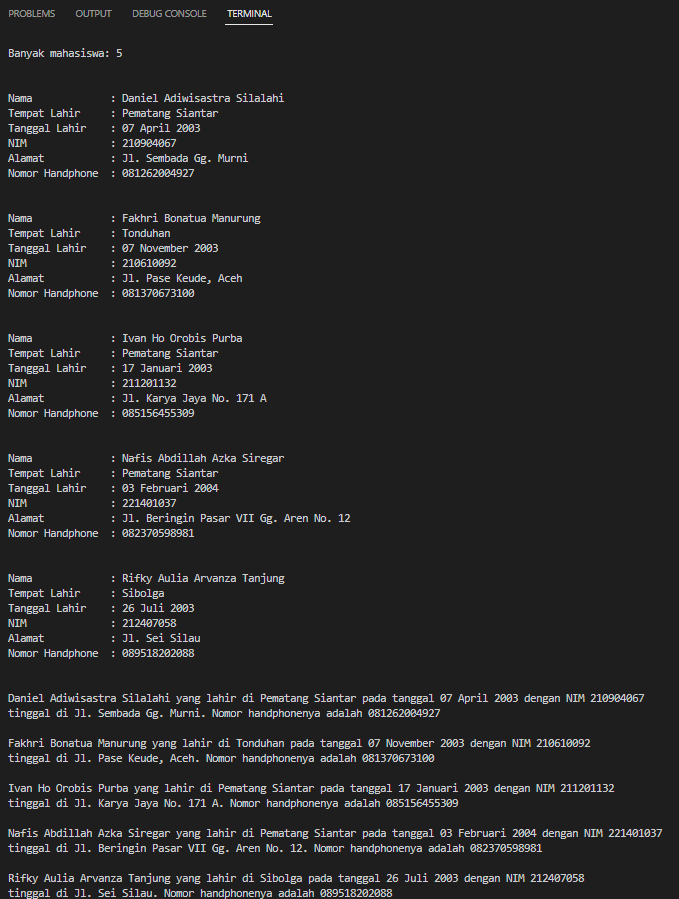 PROBLEMS OUTPUT DEBUG CONSOLE TERMINAL
Banyak mahasiswa: 5
Nama : Daniel Adiwisastra Silalahi
Tempat Lahir : Pematang Siantar
Tanggal Lahir : 07 April 2003
NIM : 210904067
Alamat : Jl. Sembada Gg. Murni
Nomor Handphone : 081262004927
Nama : Fakhri Bonatua Manurung
Tempat Lahir : Tonduhan
Tanggal Lahir : 07 November 2003
NIM : 210610092
Alamat : Jl. Pase Keude, Aceh
Nomor Handphone : 081370673100
Nama : Ivan Ho Orobis Purba
Tempat Lahir : Pematang Siantar
Tanggal Lahir : 17 Januari 2003
NIM : 211201132
Alamat : Jl. Karya Jaya No. 171 A
Nomor Handphone : 085156455309
Nama : Nafis Abdillah Azka Siregar
Tempat Lahir : Pematang Siantar
Tanggal Lahir : 03 Februari 2004
NIM : 221401037
Alamat : Jl. Beringin Pasar VII Gg. Aren No. 12
Nomor Handphone : 082370598981
Nama : Rifky Aulia Arvanza Tanjung
Tempat Lahir : Sibolga
Tanggal Lahir : 26 Juli 2003
NIM : 212407058
Alamat : Jl. Sei Silau
Nomor Handphone : 089518202088
Daniel Adiwisastra Silalahi yang lahir di Pematang Siantar pada tanggal 07 April 2003 dengan NIM 210904067
tinggal di Jl. Sembada Gg. Murni. Nomor handphonenya adalah 081262004927
Fakhri Bonatua Manurung yang lahir di Tonduhan pada tanggal 07 November 2003 dengan NIM 210610092
tinggal di Jl. Pase Keude, Aceh. Nomor handphonenya adalah 081370673100
Ivan Ho Orobis Purba yang lahir di Pematang Siantar pada tanggal 17 Januari 2003 dengan NIM 211201132
tinggal di Jl. Karya Jaya No. 171 A. Nomor handphonenya adalah 085156455309
Nafis Abdillah Azka Siregar yang lahir di Pematang Siantar pada tanggal 03 Februari 2004 dengan NIM 221401037
tinggal di Jl. Beringin Pasar VII Gg. Aren No. 12. Nomor handphonenya adalah 082370598981
Rifky Aulia Arvanza Tanjung yang lahir di Sibolga pada tanggal 26 Juli 2003 dengan NIM 212407058
tinggal di Jl. Sei Silau. Nomor handphonenya adalah 089518202088